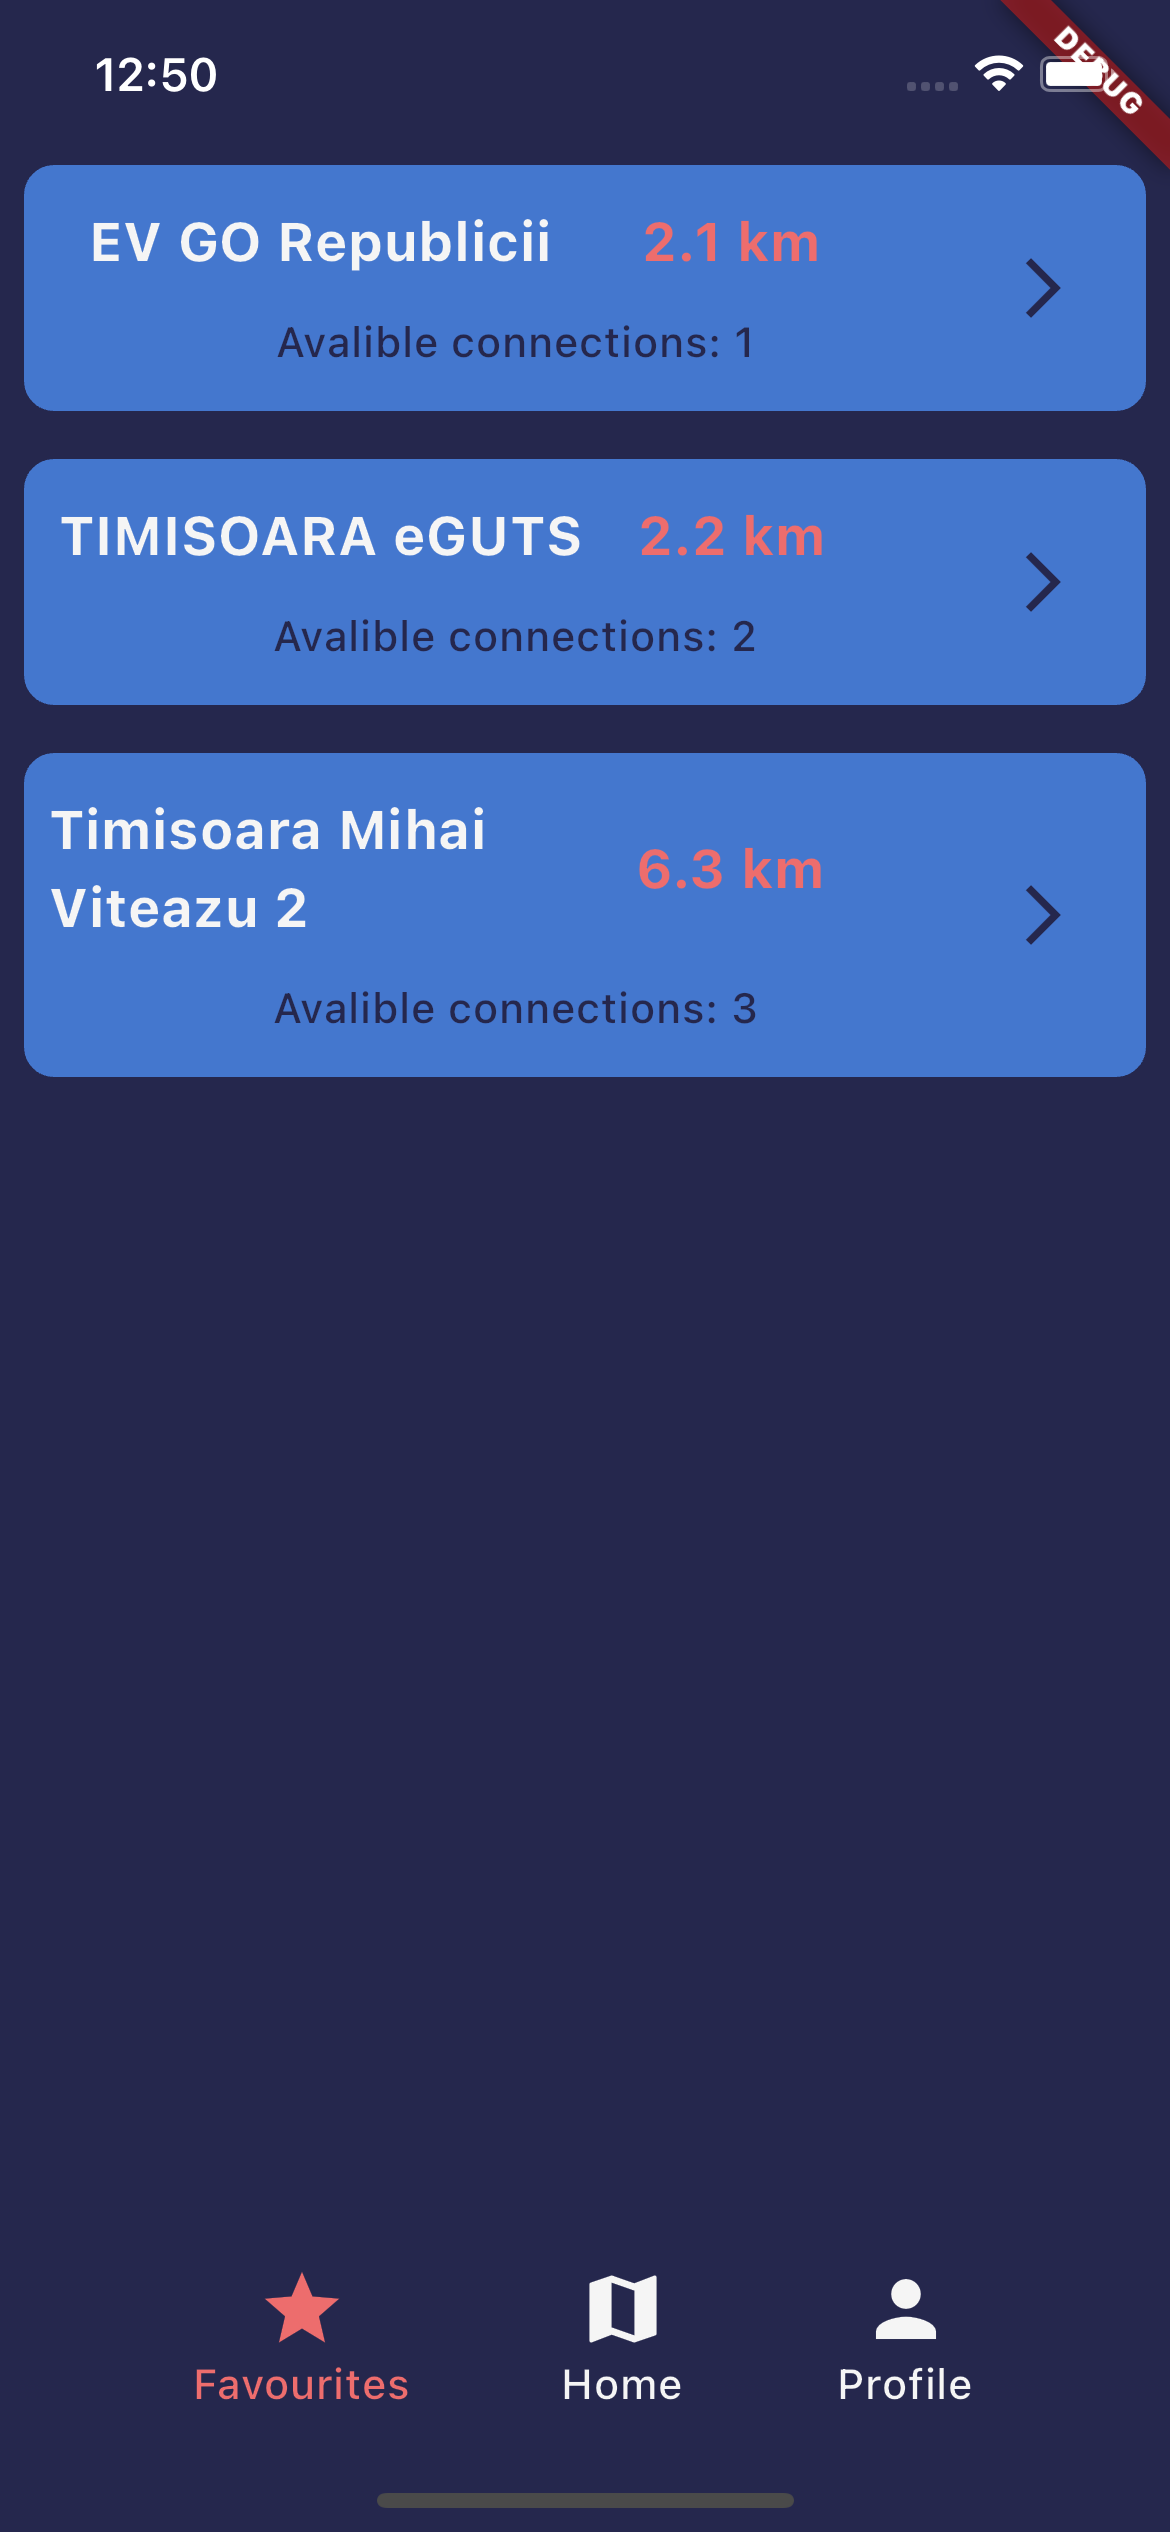 12:50
DEBUG
EV GO Republicii 2.1 km
Avalible connections: 1
TIMISOARA eGUTS 2.2 km
Avalible connections: 2
Timisoara Mihai
Viteazu 2
6.3 km
Avalible connections: 3
Favourites Home Profile